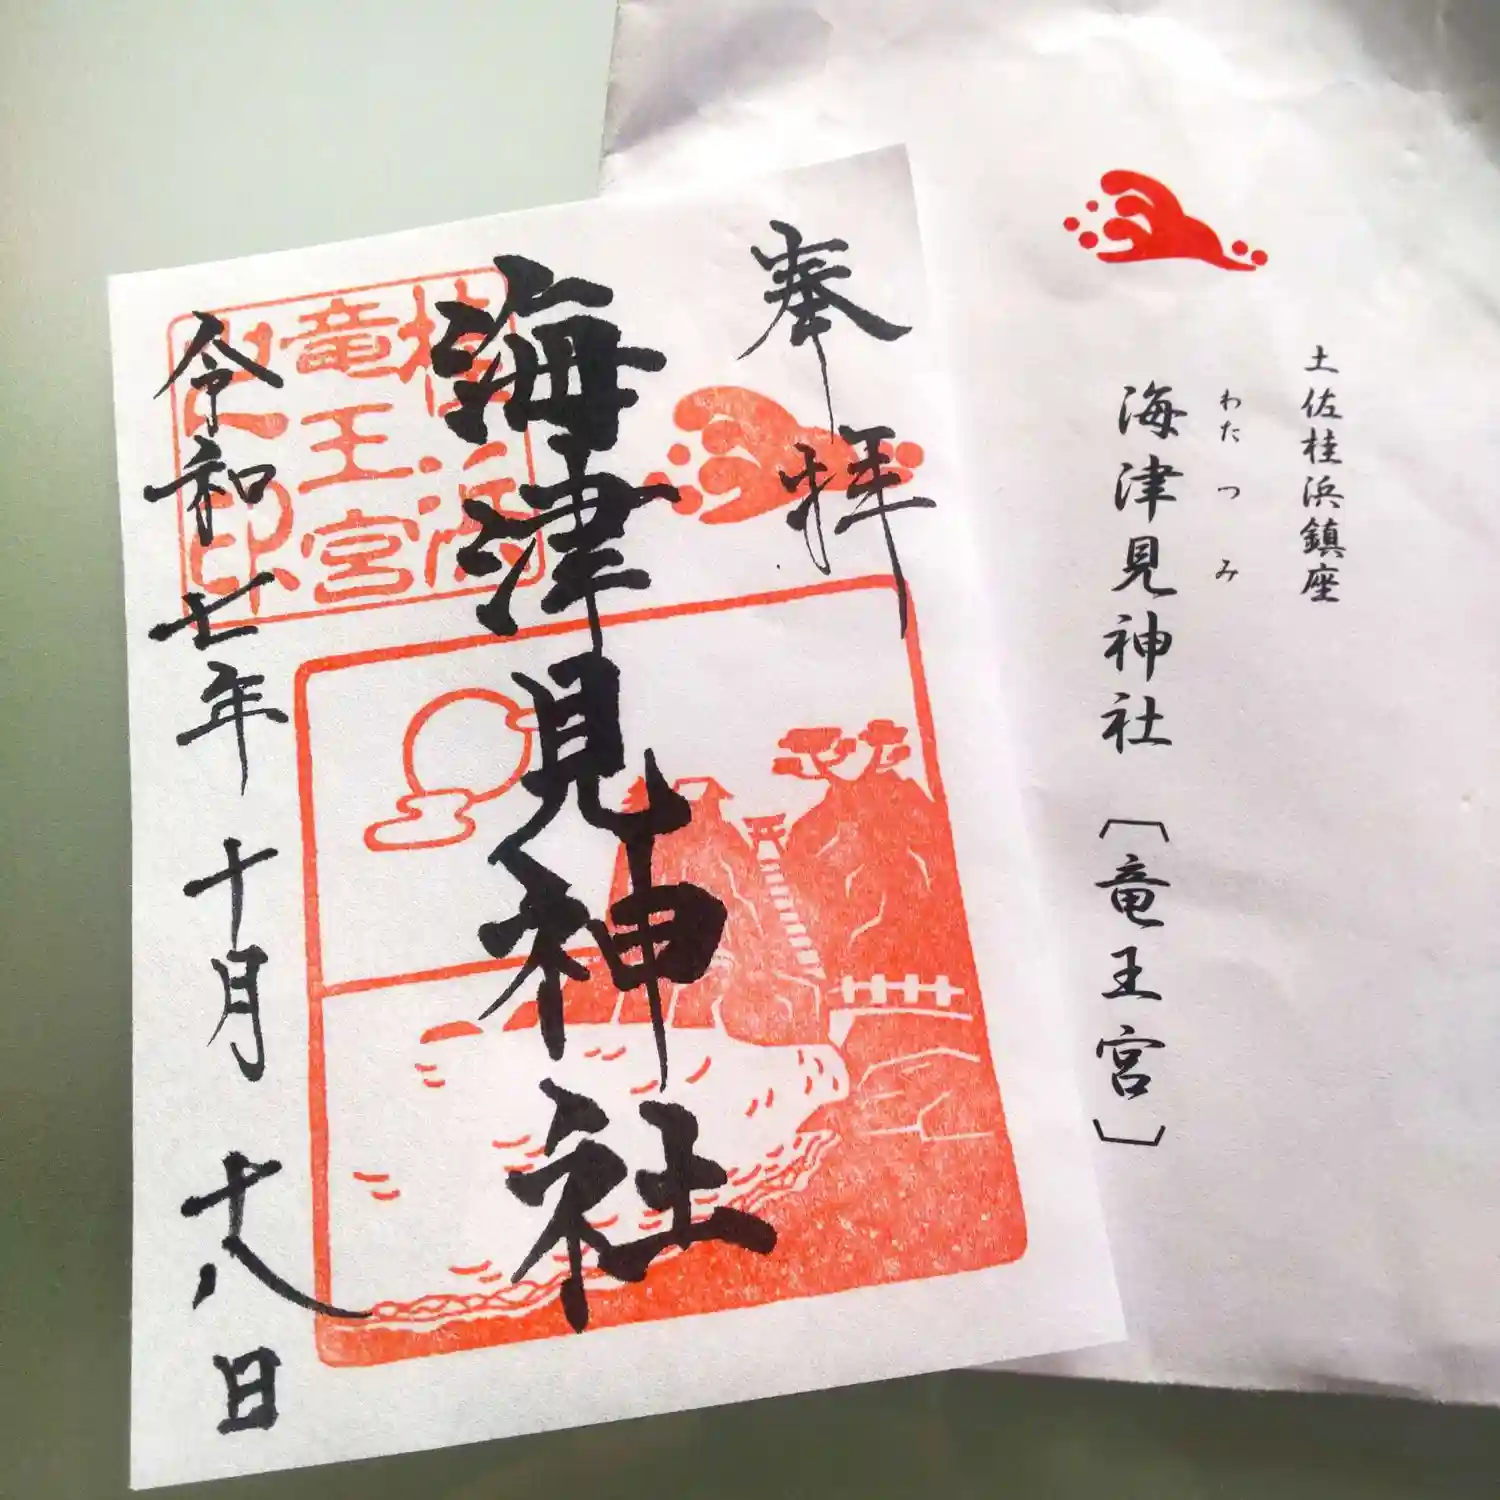 土佐桂浜鎮座
わたつみ
海津見神社〔竜王宮〕
奉拝
海津見神社
令和七年十月十八日
桂浜
竜王宮
之印